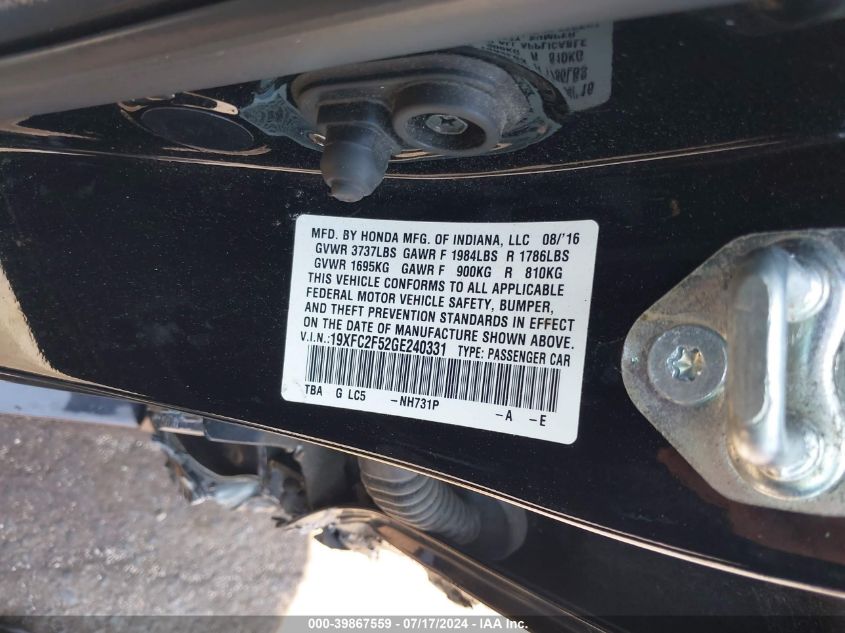 MFD. BY HONDA MFG. OF INDIANA, LLC 08/'16
GVWR 3737LBS GAWR F 1984LBS R 1786LBS
GVWR 1695KG GAWR F 900KG R 810KG
THIS VEHICLE CONFORMS TO ALL APPLICABLE
FEDERAL MOTOR VEHICLE SAFETY, BUMPER,
AND THEFT PREVENTION STANDARDS IN EFFECT
ON THE DATE OF MANUFACTURE SHOWN ABOVE.
V.I.N.:19XFC2F52GE240331 TYPE: PASSENGER CAR
TBA G LC5 -NH731P -A -E
000-39867559 - 07/17/2024 - IAAI.com